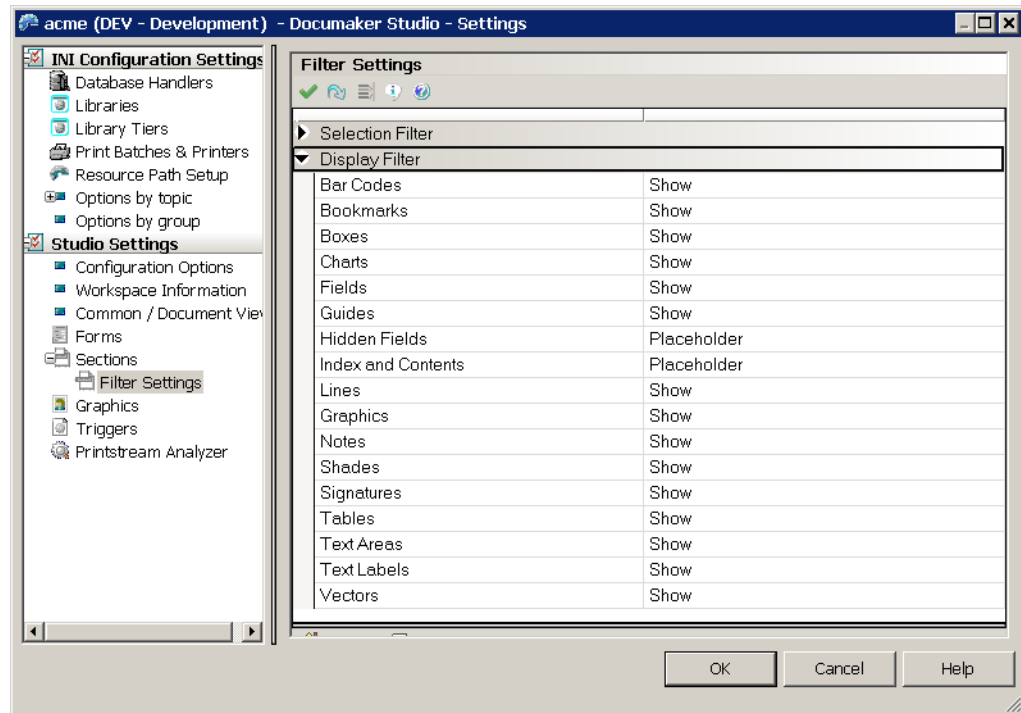 acme (DEV - Development)  - Documaker Studio - Settings
INI Configuration Settings
Database Handlers
Libraries
Library Tiers
Print Batches & Printers
Resource Path Setup
Options by topic
Options by group
Studio Settings
Configuration Options
Workspace Information
Common / Document Vie
Forms
Sections
Filter Settings
Graphics
Triggers
Printstream Analyzer
Filter Settings
Selection Filter
Display Filter
Bar Codes Show
Bookmarks Show
Boxes Show
Charts Show
Fields Show
Guides Show
Hidden Fields Placeholder
Index and Contents Placeholder
Lines Show
Graphics Show
Notes Show
Shades Show
Signatures Show
Tables Show
Text Areas Show
Text Labels Show
Vectors Show
OK Cancel Help